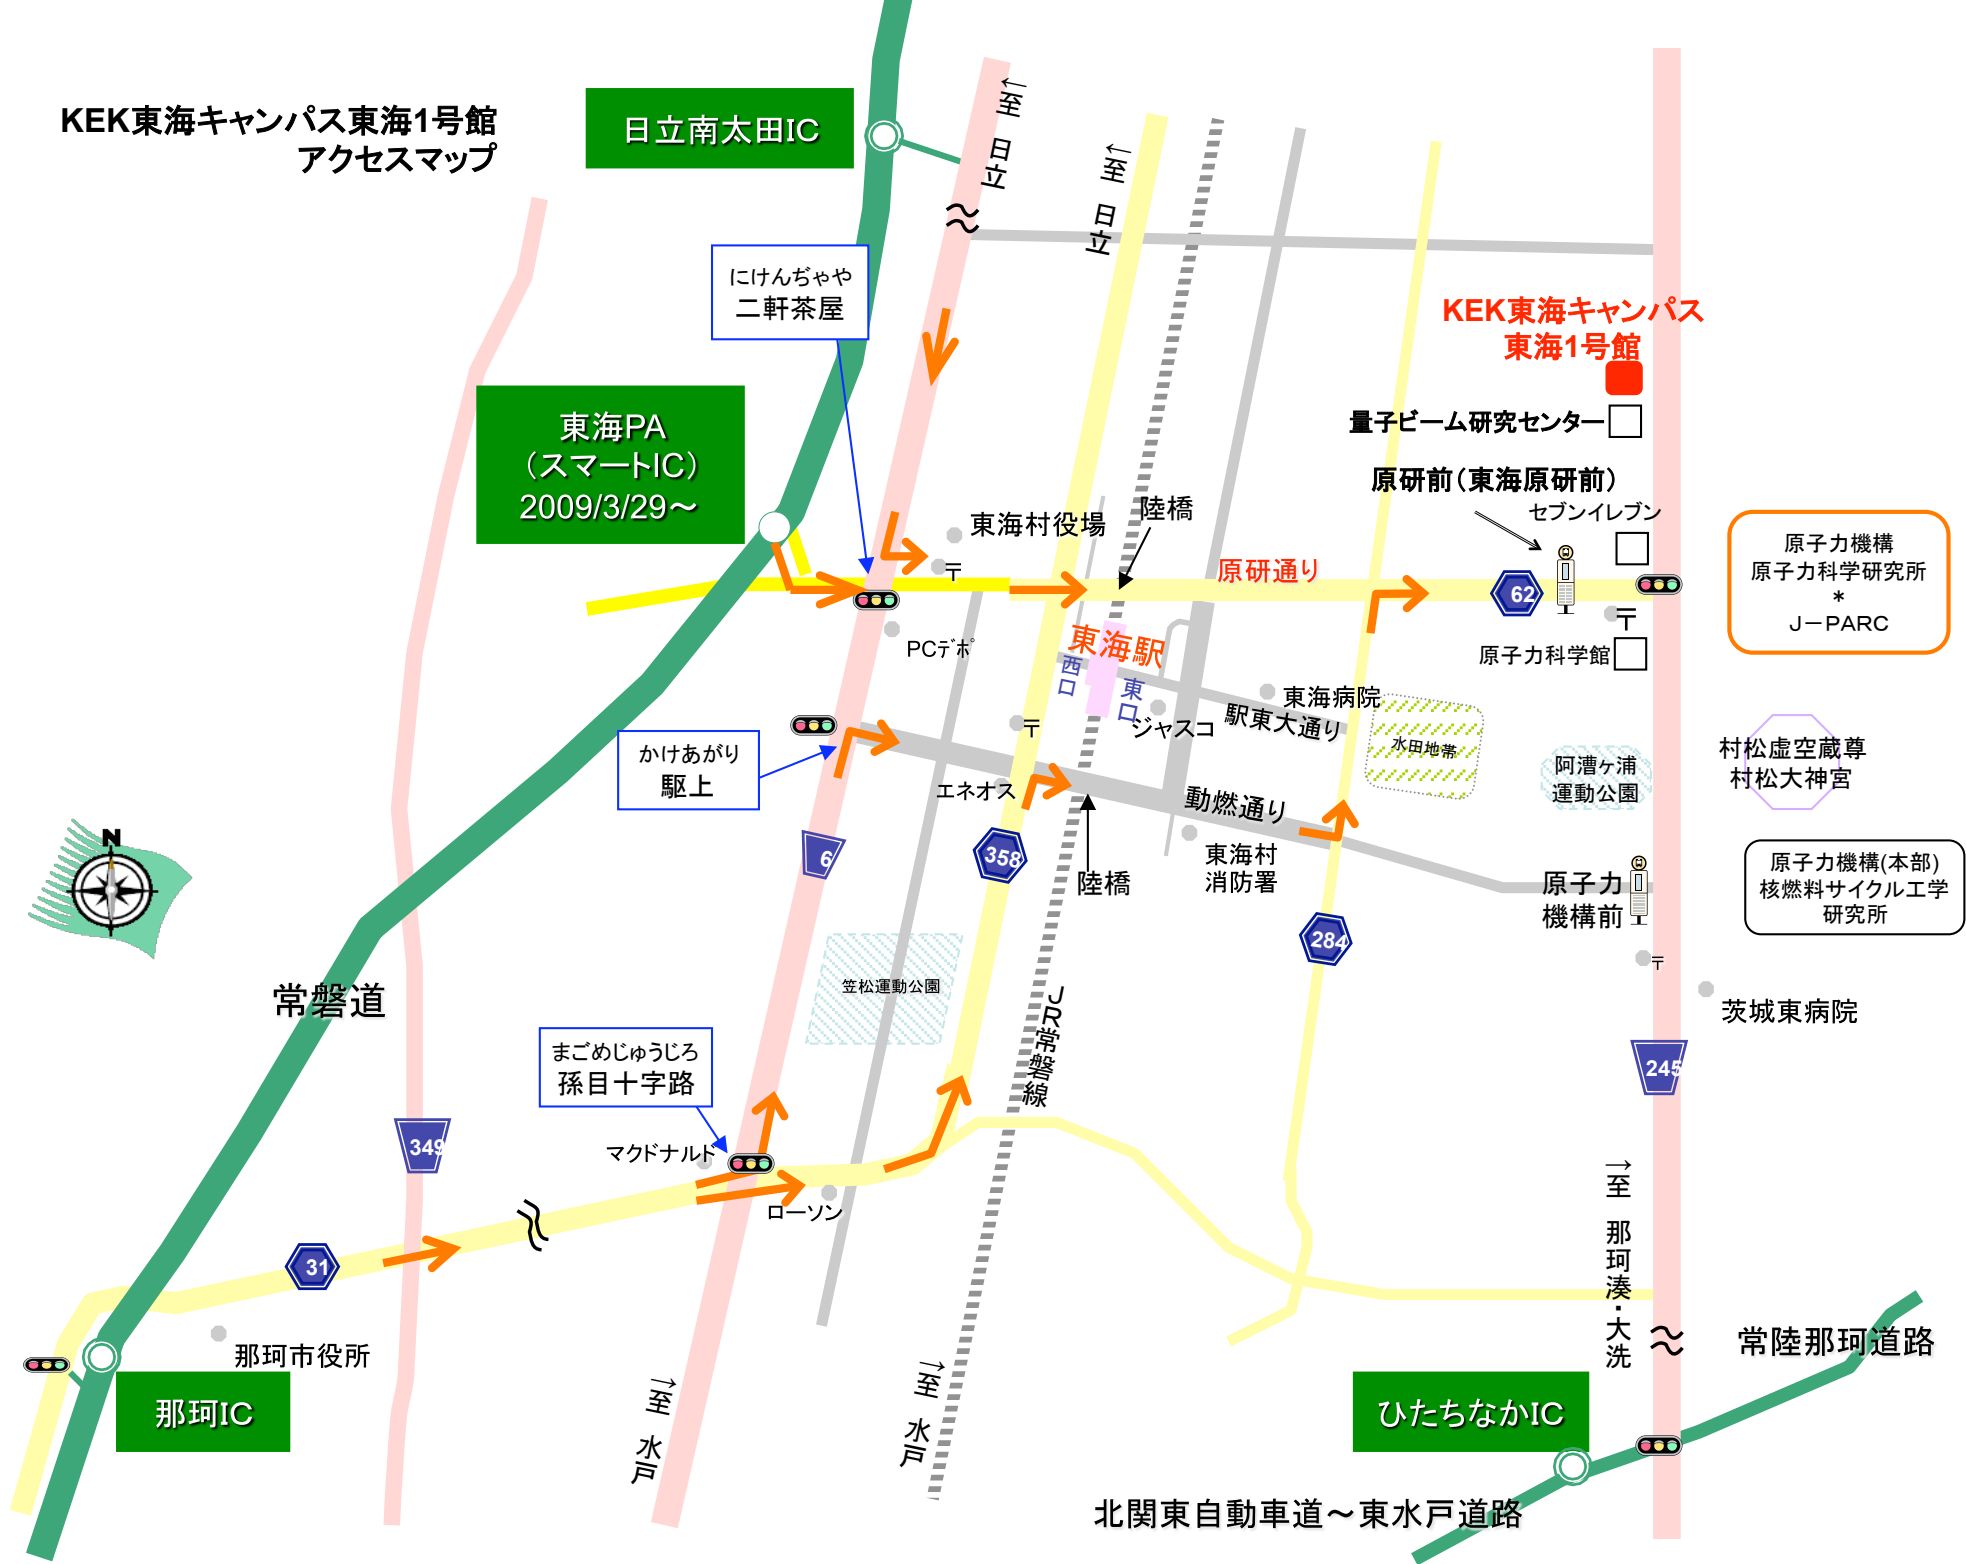 KEK東海キャンパス東海1号館
アクセスマップ
日立南太田IC
←至 日立
←至 日立
にけんぢゃや
二軒茶屋
KEK東海キャンパス
東海1号館
東海PA
（スマートIC）
2009/3/29～
量子ビーム研究センター
原研前（東海原研前）
セブンイレブン
東海村役場
陸橋
〒
原研通り
62
原子力機構
原子力科学研究所
*
J－PARC
〒
PCデポ
東海駅
西口
東口
原子力科学館
東海病院
ジャスコ
駅東大通り
〒
水田地帯
かけあがり
駆上
エネオス
動燃通り
阿漕ヶ浦
運動公園
村松虚空蔵尊
村松大神宮
N
6
358
陸橋
東海村
消防署
原子力
機構前
原子力機構(本部)
核燃料サイクル工学
研究所
284
〒
笠松運動公園
常磐道
JR常磐線
茨城東病院
まごめじゅうじろ
孫目十字路
245
349
マクドナルド
ローソン
→至 那珂湊・大洗
31
那珂市役所
常陸那珂道路
那珂IC
→至 水戸
→至 水戸
ひたちなかIC
北関東自動車道～東水戸道路